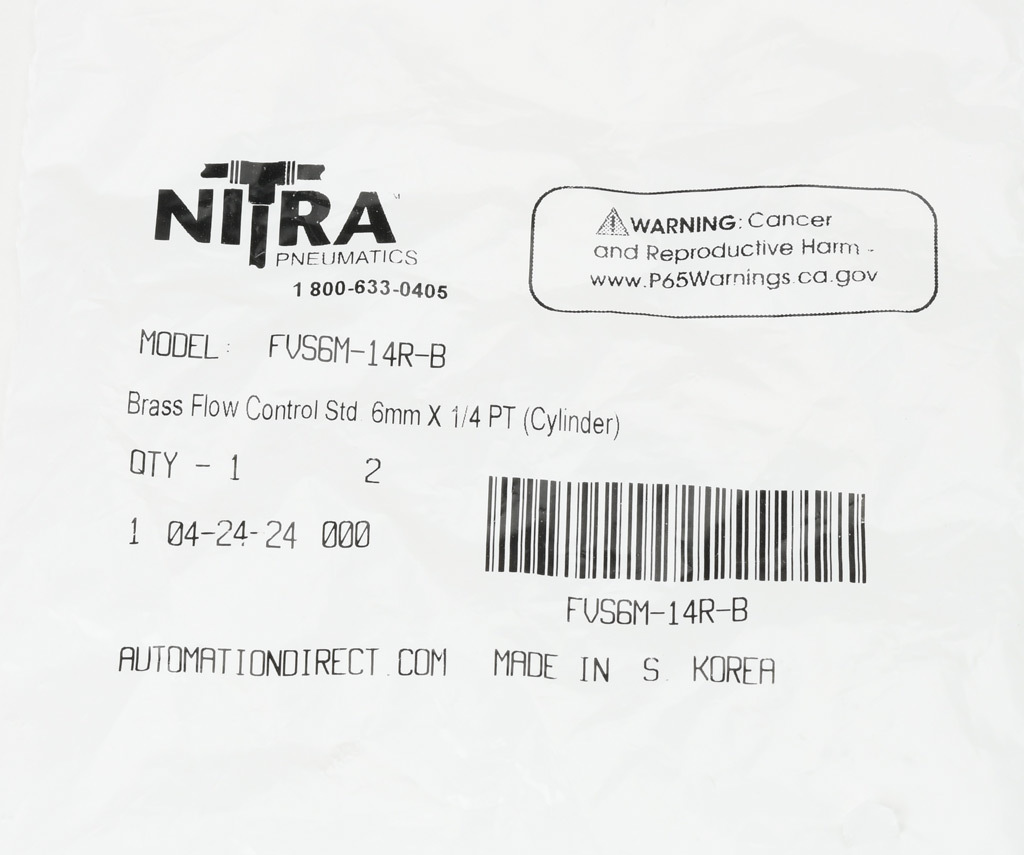 NITRA™
PNEUMATICS
1 800-633-0405
WARNING: Cancer
and Reproductive Harm -
www.P65Warnings.ca.gov
MODEL: FVS6M-14R-B
Brass Flow Control Std 6mm X 1/4 PT (Cylinder)
QTY - 1 2
1 04-24-24 000
FVS6M-14R-B
AUTOMATIONDIRECT.COM MADE IN S. KOREA